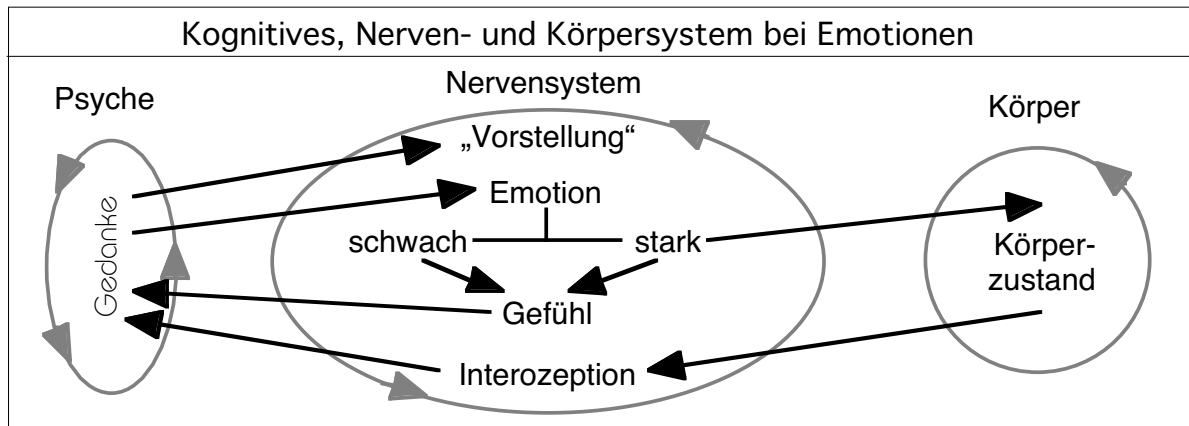 Kognitives, Nerven- und Körpersystem bei Emotionen
Psyche
Nervensystem
Körper
„Vorstellung“
Gedanke
Emotion
schwach
stark
Körper-
zustand
Gefühl
Interozeption